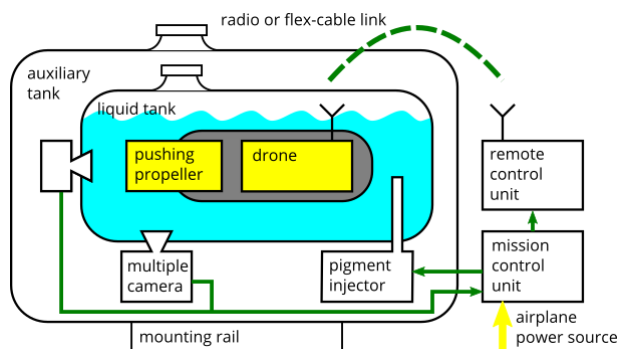 radio or flex-cable link
auxiliary
tank
liquid tank
pushing
propeller
drone
remote
control
unit
multiple
camera
pigment
injector
mission
control
unit
mounting rail
airplane
power source